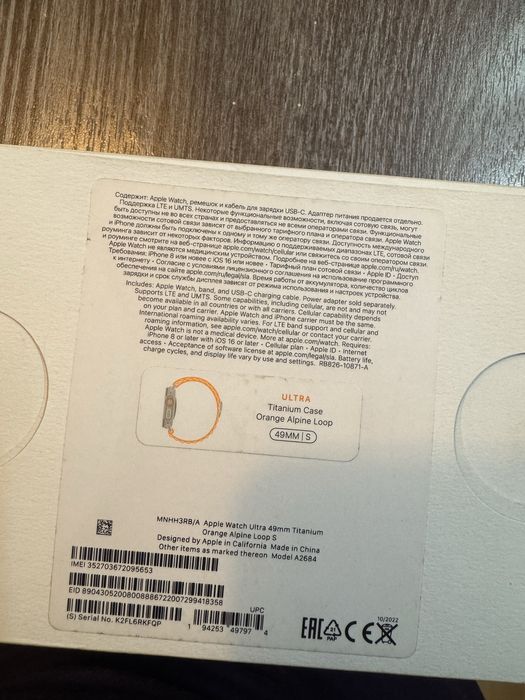 Содержит: Apple Watch, ремешок и кабель для зарядки USB-C. Адаптер питания продается отдельно.
Поддержка LTE и UMTS. Некоторые функциональные возможности, включая сотовую связь, могут
быть доступны не во всех странах и предоставляться не всеми операторами связи. Функциональные
возможности сотовой связи зависят от выбранного тарифного плана и оператора связи. Apple Watch
и iPhone должны быть подключены к одному и тому же оператору связи. Доступность международного
роуминга зависит от некоторых факторов. Информацию о поддерживаемых диапазонах LTE, сотовой связи
и роуминге смотрите на веб-странице apple.com/watch/cellular или свяжитесь со своим оператором связи.
Apple Watch не являются медицинским устройством. Подробнее на веб-странице apple.com/ru/watch.
Требования: iPhone 8 или новее с iOS 16 или новее • Тарифный план сотовой связи • Apple ID • Доступ
к интернету • Согласие с условиями лицензионного соглашения на использование программного
обеспечения на сайте apple.com/legal/sla. Время работы от аккумулятора, количество циклов
зарядки и срок службы дисплея зависят от режима использования и настроек устройства.
Includes: Apple Watch, band, and USB-C charging cable. Power adapter sold separately.
Supports LTE and UMTS. Some capabilities, including cellular, are not and may not
become available in all countries or with all carriers. Cellular capability depends
on your plan and carrier. Apple Watch and iPhone carrier must be the same.
International roaming availability varies. For LTE band support and cellular and
roaming information, see apple.com/watch/cellular or contact your carrier.
Apple Watch is not a medical device. More at apple.com/watch. Requires:
iPhone 8 or later with iOS 16 or later • Cellular plan • Apple ID • Internet
access • Acceptance of software license at apple.com/legal/sla. Battery life,
charge cycles, and display life vary by use and settings. RB826-10871-A
ULTRA
Titanium Case
Orange Alpine Loop
49MM | S
MNHH3RB/A Apple Watch Ultra 49mm Titanium
Orange Alpine Loop S
Designed by Apple in California Made in China
Other items as marked thereon Model A2684
IMEI 352703672095653
EID 89043052008008886722007299418358
(S) Serial No. K2FL6RKFQP
UPC
1 94253 49797 4
EAC
21
PAP
CE
10/2022